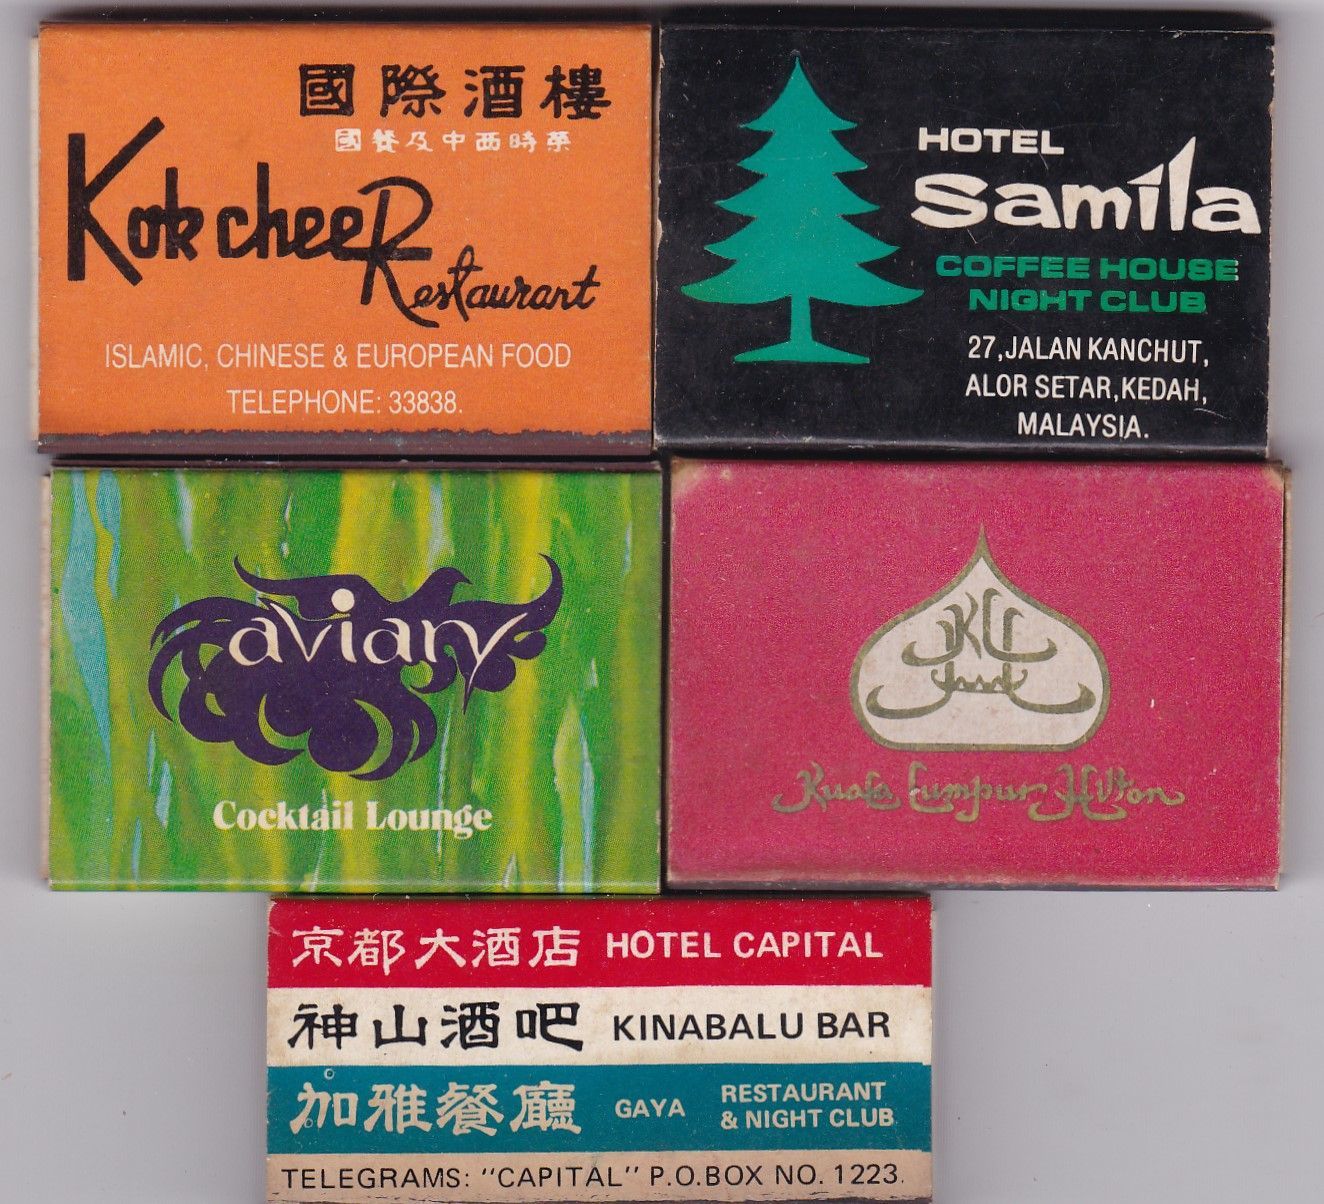 國際酒樓
國餐及中西時菜
Kok chee Restaurant
ISLAMIC, CHINESE & EUROPEAN FOOD
TELEPHONE: 33838.
HOTEL
Samila
COFFEE HOUSE
NIGHT CLUB
27,JALAN KANCHUT,
ALOR SETAR,KEDAH,
MALAYSIA.
aviary
Cocktail Lounge
Kuala Lumpur Hilton
京都大酒店 HOTEL CAPITAL
神山酒吧 KINABALU BAR
加雅餐廳 GAYA RESTAURANT
& NIGHT CLUB
TELEGRAMS: "CAPITAL" P.O.BOX NO. 1223.